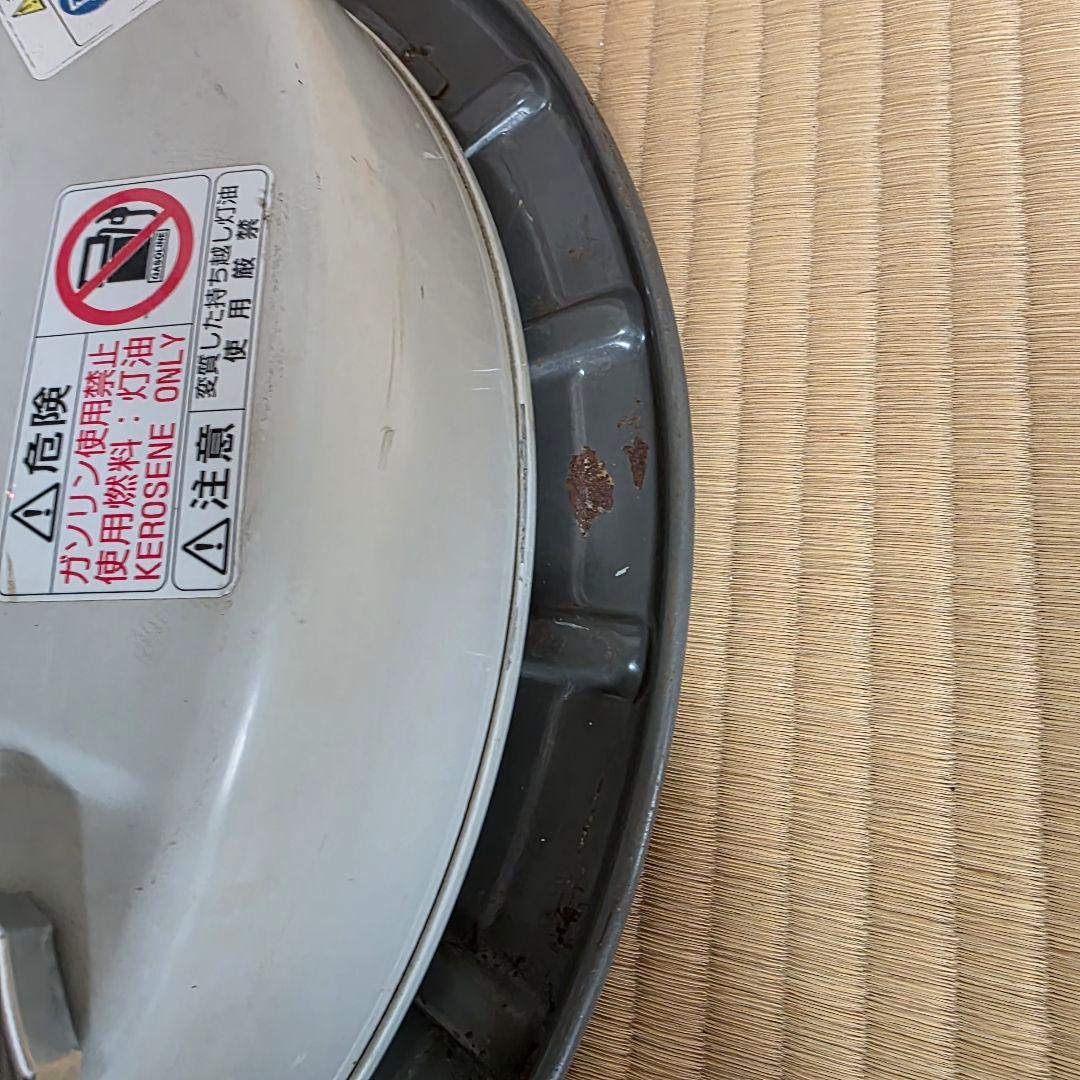 危険
ガソリン使用禁止
使用燃料：灯油
KEROSENE ONLY
GASOLINE
注意
変質した持ち越し灯油
使用厳禁